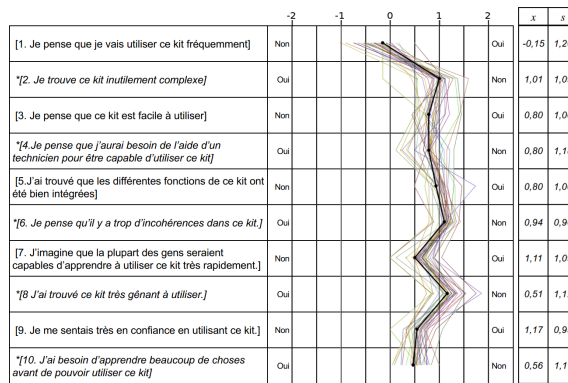 -2 -1 0 1 2 x s
[1. Je pense que je vais utiliser ce kit fréquemment] Non Oui -0,15
*[2. Je trouve ce kit inutilement complexe] Oui Non 1,01
[3. Je pense que ce kit est facile à utiliser] Non Oui 0,80
*[4.Je pense que j'aurai besoin de l'aide d'un
technicien pour être capable d'utiliser ce kit] Oui Non 0,80
[5.J'ai trouvé que les différentes fonctions de ce kit ont
été bien intégrées] Non Oui 0,80
*[6. Je pense qu'il y a trop d'incohérences dans ce kit.] Oui Non 0,94
[7. J'imagine que la plupart des gens seraient
capables d'apprendre à utiliser ce kit très rapidement.] Non Oui 1,11
*[8 J'ai trouvé ce kit très gênant à utiliser.] Oui Non 0,51
[9. Je me sentais très en confiance en utilisant ce kit.] Non Oui 1,17
*[10. J'ai besoin d'apprendre beaucoup de choses
avant de pouvoir utiliser ce kit] Oui Non 0,56